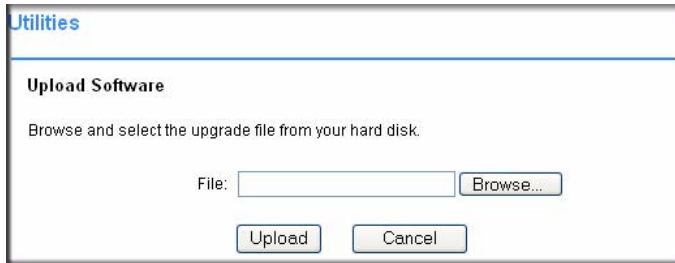 Utilities
Upload Software
Browse and select the upgrade file from your hard disk.
File: Browse...
Upload Cancel